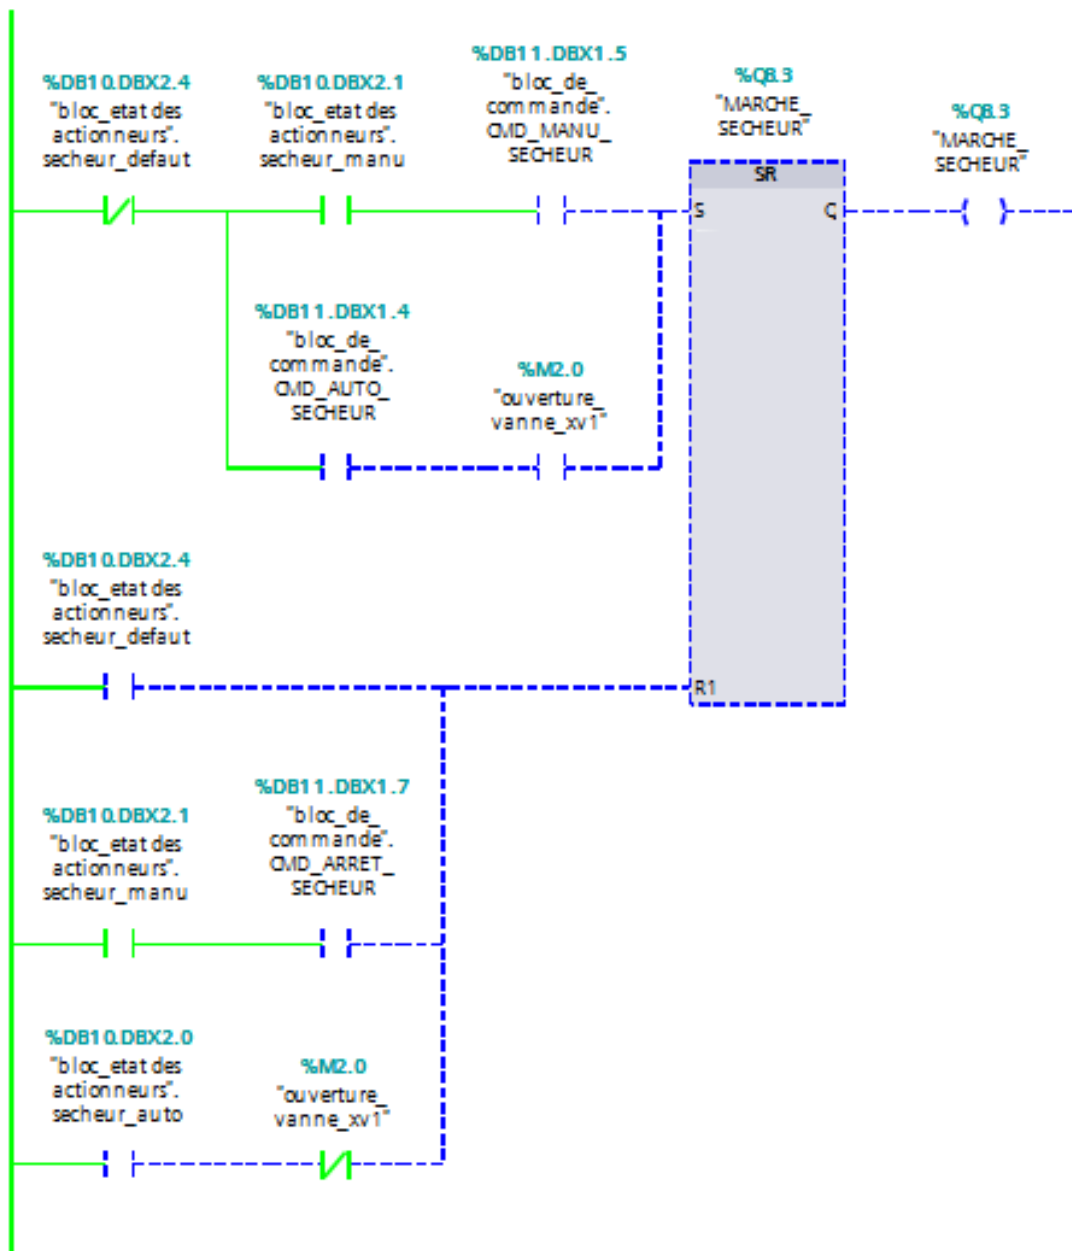 %DB10.DBX2.4
"bloc_etat des
actionneurs".
secheur_defaut
%DB10.DBX2.1
"bloc_etat des
actionneurs".
secheur_manu
%DB11.DBX1.5
"bloc_de_
commande".
CMD_MANU_
SECHEUR
%Q8.3
"MARCHE_
SECHEUR"
SR
S
Q
%Q8.3
"MARCHE_
SECHEUR"
%DB11.DBX1.4
"bloc_de_
commande".
CMD_AUTO_
SECHEUR
%M2.0
"ouverture_
vanne_xv1"
%DB10.DBX2.4
"bloc_etat des
actionneurs".
secheur_defaut
R1
%DB10.DBX2.1
"bloc_etat des
actionneurs".
secheur_manu
%DB11.DBX1.7
"bloc_de_
commande".
CMD_ARRET_
SECHEUR
%DB10.DBX2.0
"bloc_etat des
actionneurs".
secheur_auto
%M2.0
"ouverture_
vanne_xv1"